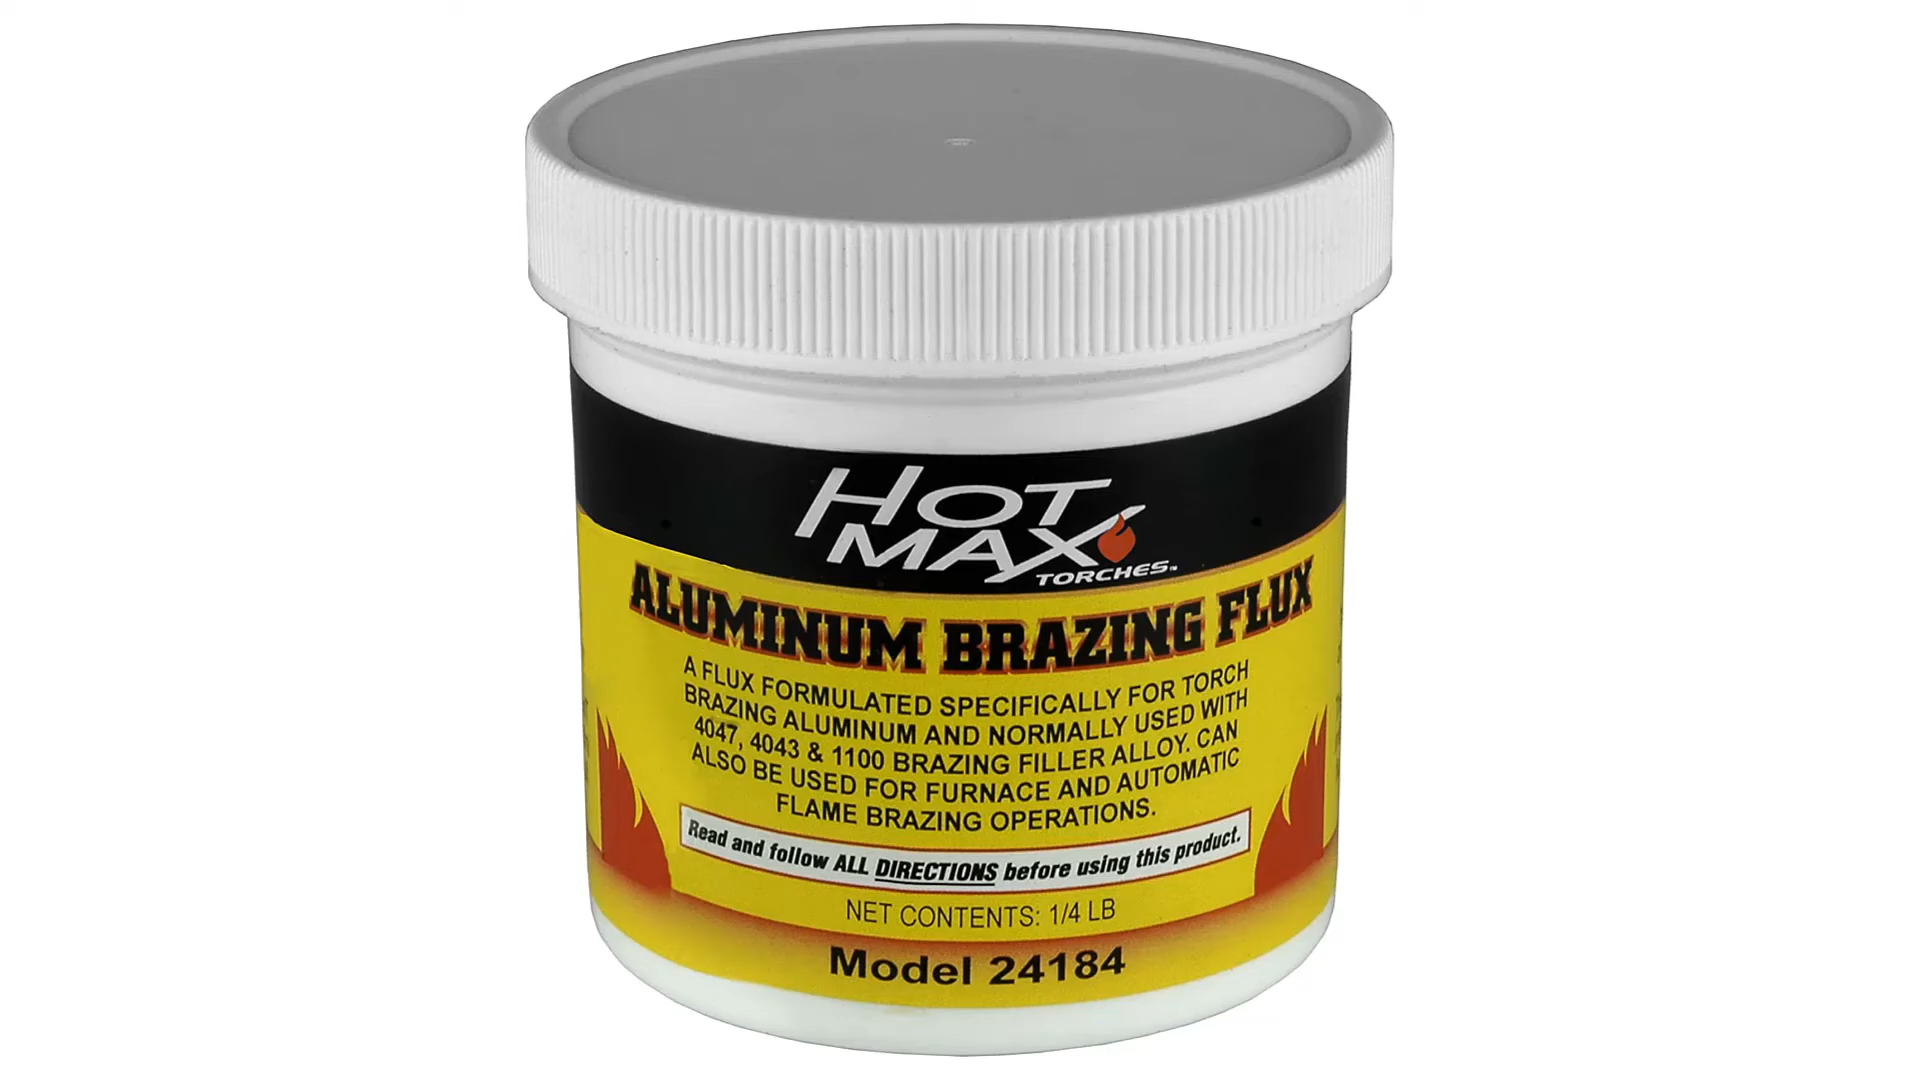 HOT
MAX
TORCHES™
ALUMINUM BRAZING FLUX
A FLUX FORMULATED SPECIFICALLY FOR TORCH
BRAZING ALUMINUM AND NORMALLY USED WITH
4047, 4043 & 1100 BRAZING FILLER ALLOY. CAN
ALSO BE USED FOR FURNACE AND AUTOMATIC
FLAME BRAZING OPERATIONS.
Read and follow ALL DIRECTIONS before using this product.
NET CONTENTS: 1/4 LB
Model 24184